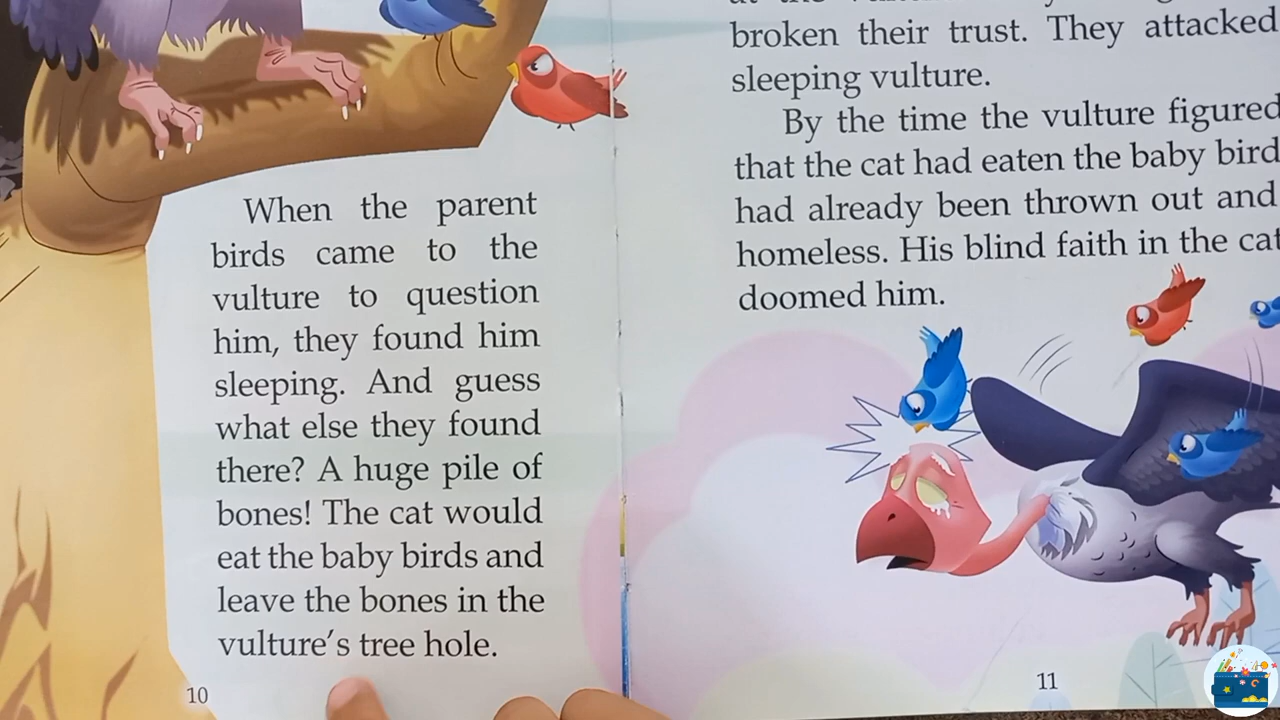 When the parent
birds came to the
vulture to question
him, they found him
sleeping. And guess
what else they found
there? A huge pile of
bones! The cat would
eat the baby birds and
leave the bones in the
vulture's tree hole.
10
broken their trust. They attacked
sleeping vulture.
By the time the vulture figured
that the cat had eaten the baby bird
had already been thrown out and
homeless. His blind faith in the cat
doomed him.
11